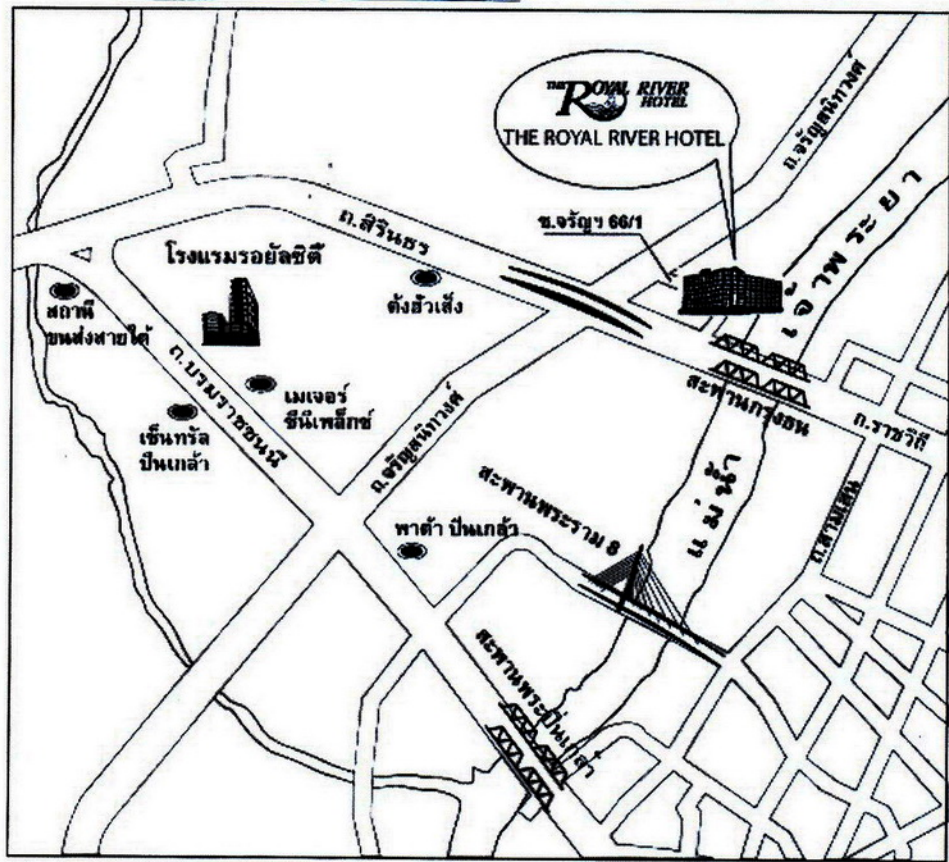 THE ROYAL RIVER
HOTEL
THE ROYAL RIVER HOTEL
ถ.จรัญสนิทวงศ์
ถ.สิรินธร
ซ.จรัญฯ 66/1
แม่น้ำ
เจ้าพระยา
โรงแรมรอยัลซิตี้
ตั้งฮั่วเส็ง
สถานี
ขนส่งสายใต้
ถ.บรมราชชนนี
เมเจอร์
ซีนีเพล็กซ์
เซ็นทรัล
ปิ่นเกล้า
ถ.จรัญสนิทวงศ์
สะพานกรุงธน
ถ.ราชวิถี
ถ.สามเสน
สะพานพระราม 8
พาต้า ปิ่นเกล้า
สะพานพระปิ่นเกล้า